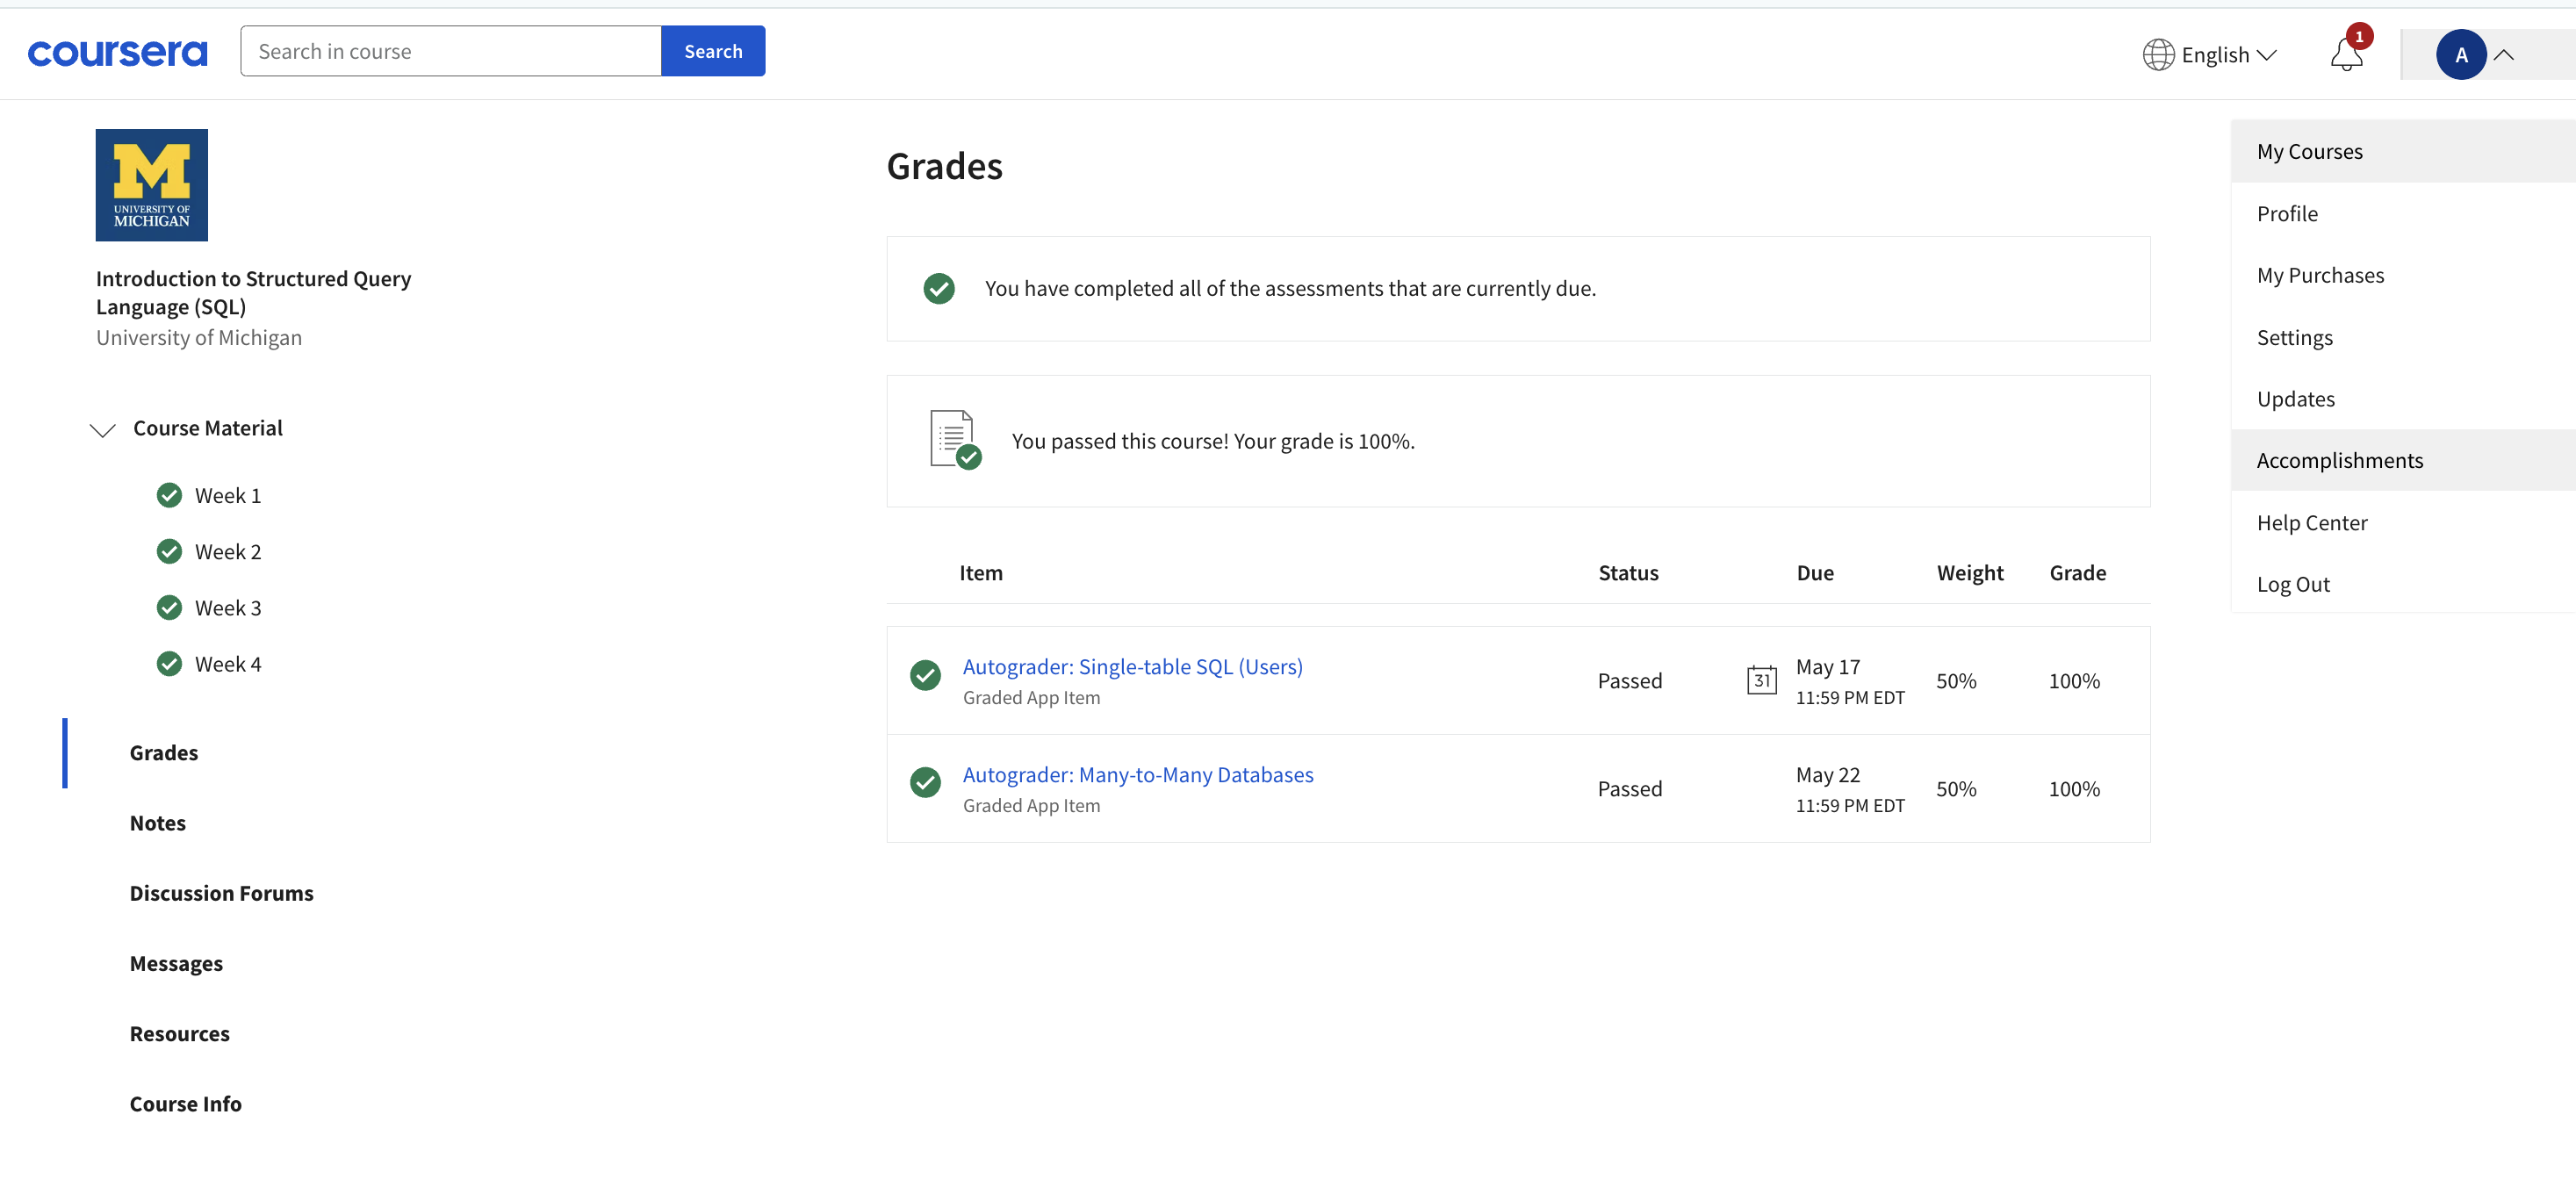 coursera
Search in course
Search
English
1
A
M
UNIVERSITY OF
MICHIGAN
Introduction to Structured Query
Language (SQL)
University of Michigan
Course Material
Week 1
Week 2
Week 3
Week 4
Grades
Notes
Discussion Forums
Messages
Resources
Course Info
Grades
You have completed all of the assessments that are currently due.
You passed this course! Your grade is 100%.
Item Status Due Weight Grade
Autograder: Single-table SQL (Users)
Graded App Item
Passed
31
May 17
11:59 PM EDT
50%
100%
Autograder: Many-to-Many Databases
Graded App Item
Passed
May 22
11:59 PM EDT
50%
100%
My Courses
Profile
My Purchases
Settings
Updates
Accomplishments
Help Center
Log Out